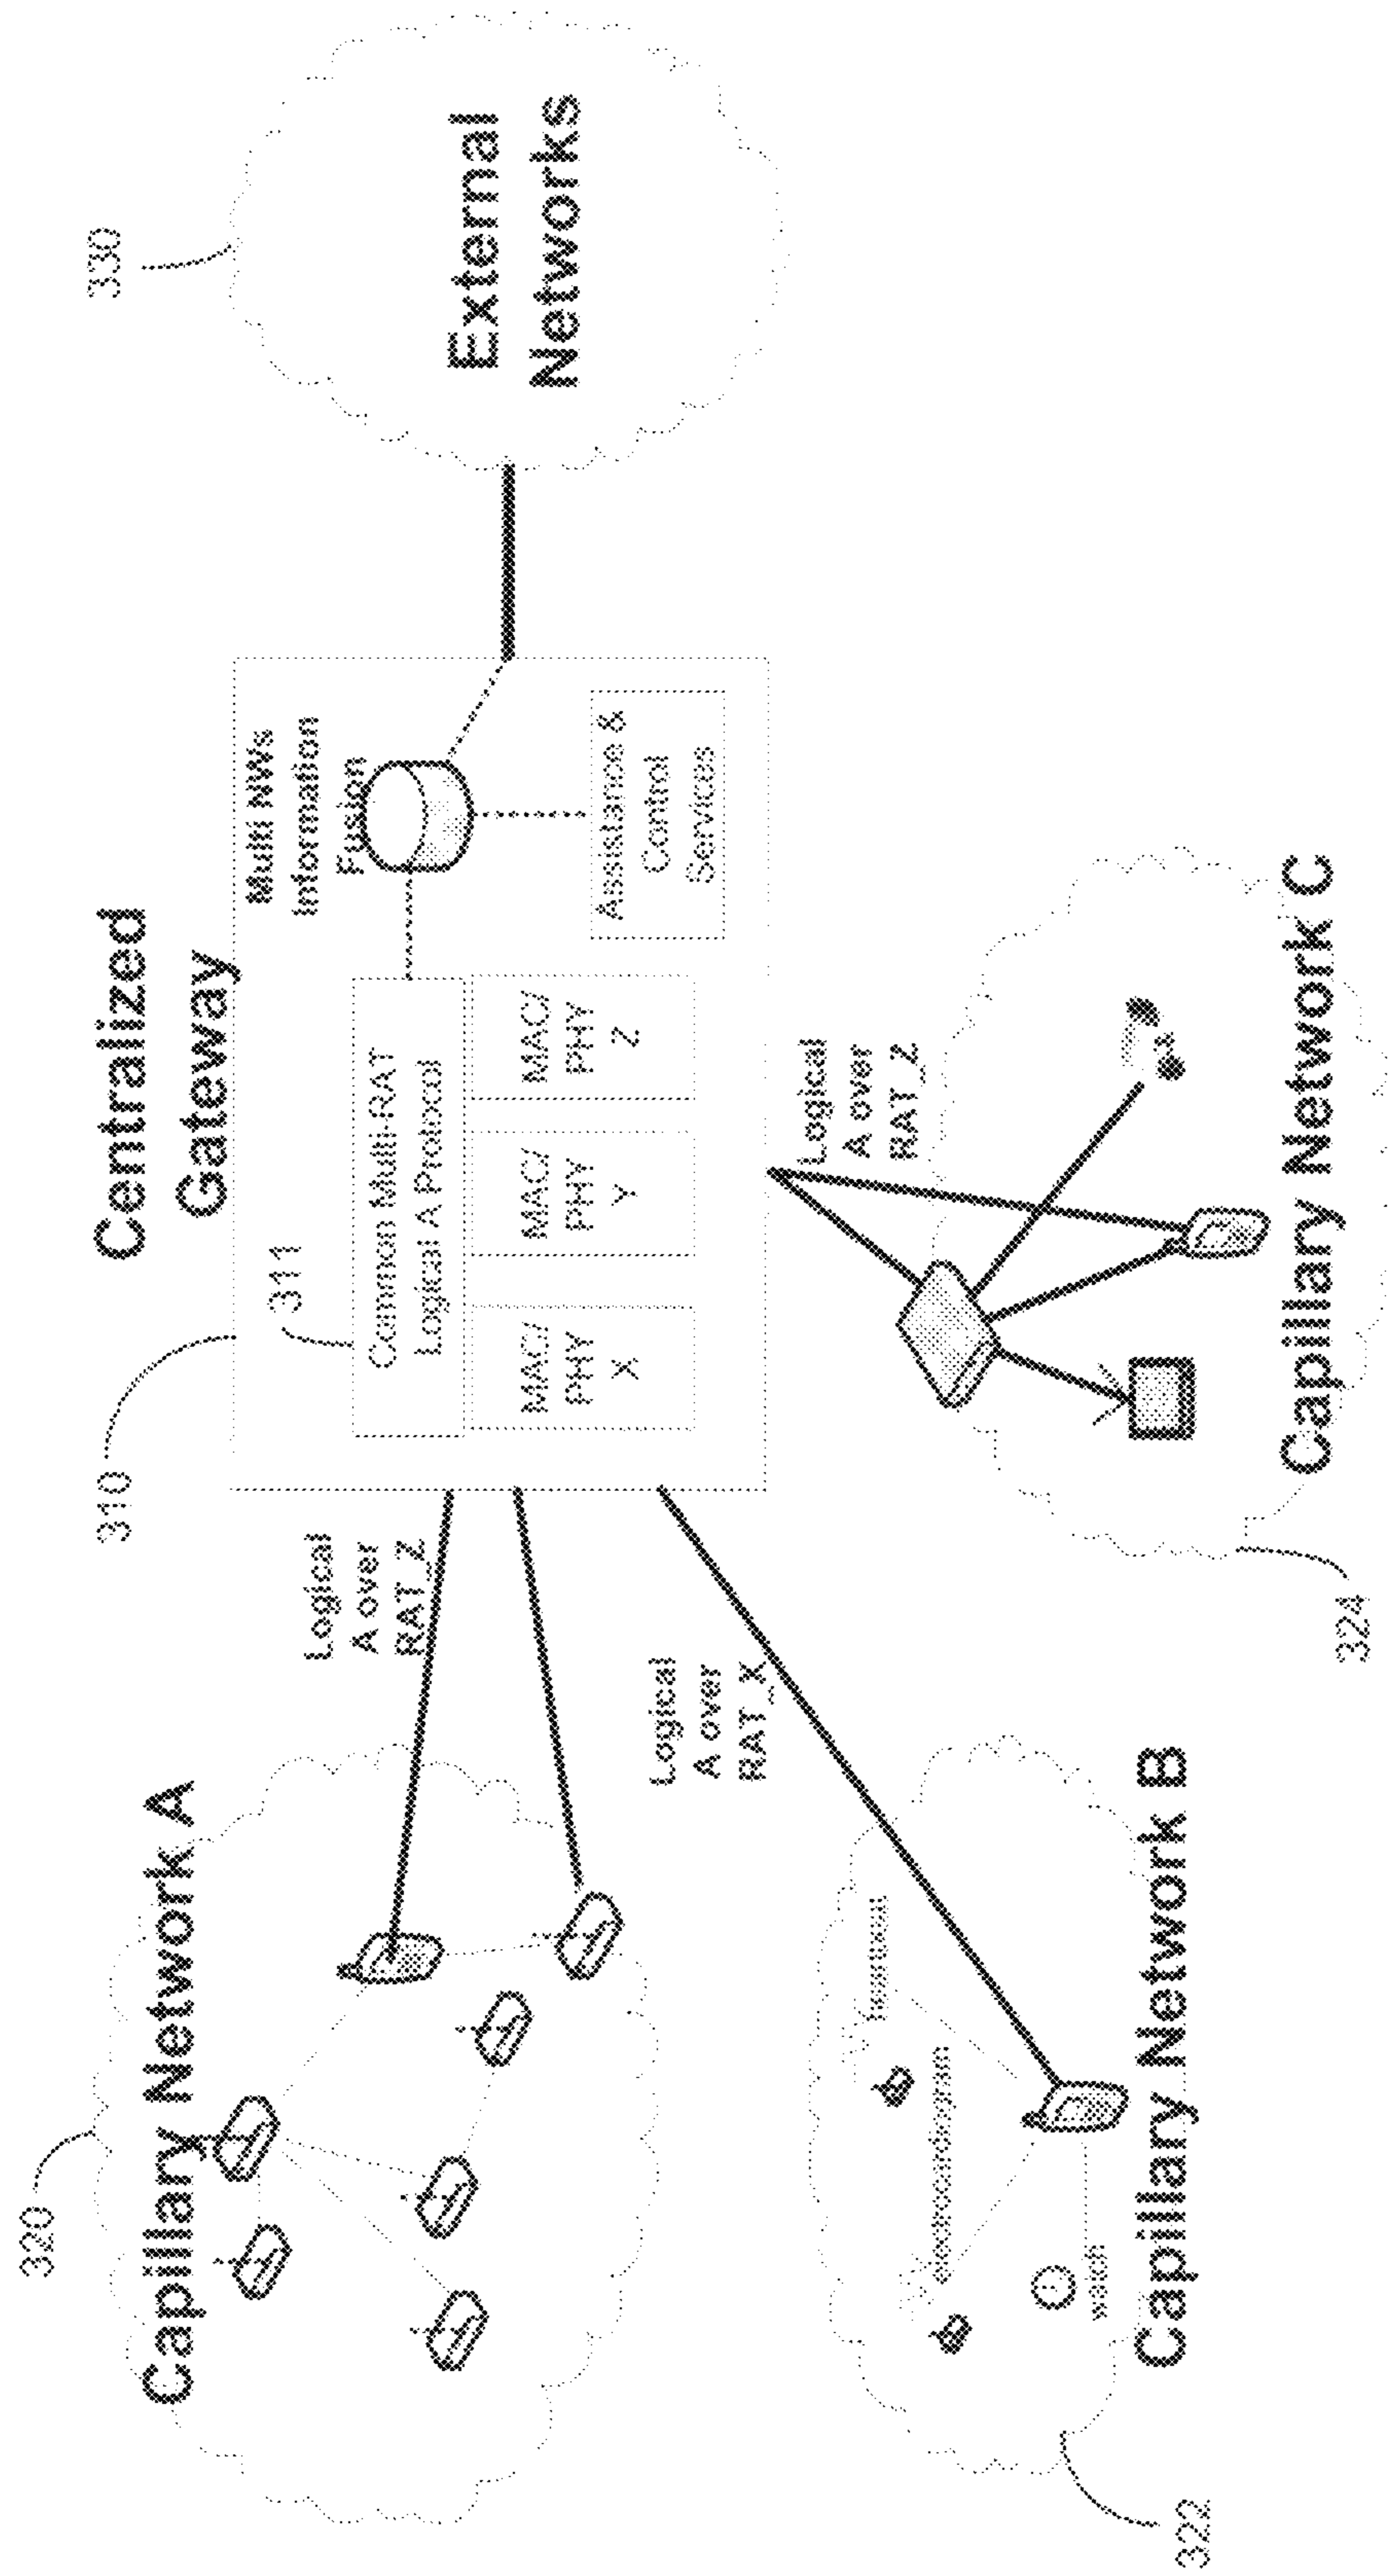 320
Capillary Network A
Logical
A over
RAT_Z
310
Centralized
Gateway
311
Common Multi-RAT
Logical A Protocol
MAC/
PHY
X
MAC/
PHY
Y
MAC/
PHY
Z
Multi NWs
Information
Fusion
Assistance &
Control
Services
330
External
Networks
Logical
A over
RAT_X
322
Capillary Network B
electrocardiogram
watch
Logical
A over
RAT_Z
324
Capillary Network C